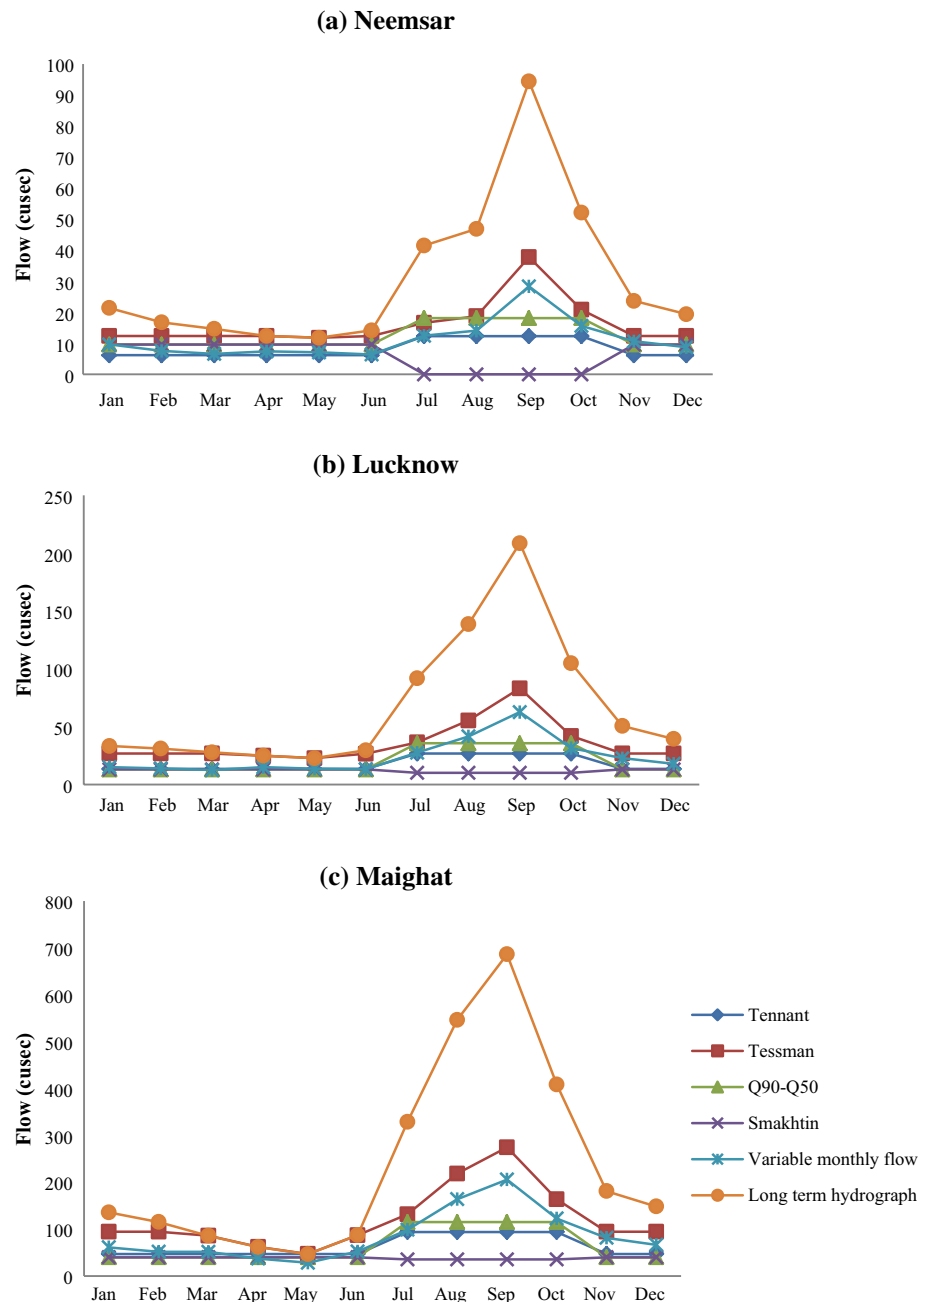 (a) Neemsar
100
90
80
70
60
50
40
30
20
10
0
Flow (cusec)
Jan Feb Mar Apr May Jun Jul Aug Sep Oct Nov Dec
(b) Lucknow
250
200
150
100
50
0
Flow (cusec)
Jan Feb Mar Apr May Jun Jul Aug Sep Oct Nov Dec
(c) Maighat
800
700
600
500
400
300
200
100
0
Flow (cusec)
Jan Feb Mar Apr May Jun Jul Aug Sep Oct Nov Dec
Tennant
Tessman
Q90-Q50
Smakhtin
Variable monthly flow
Long term hydrograph